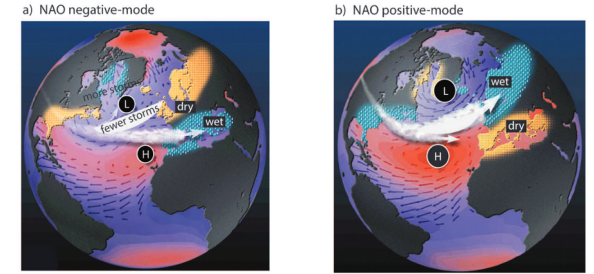 a) NAO negative-mode
more storms
L
fewer storms
dry
wet
H
b) NAO positive-mode
L
wet
dry
H